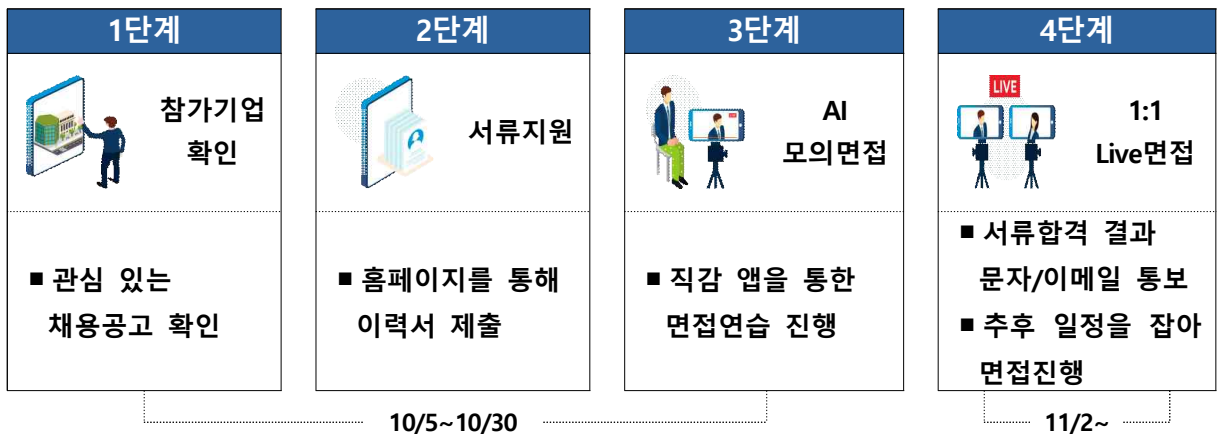 1단계
참가기업
확인
■ 관심 있는
채용공고 확인
2단계
서류지원
■ 홈페이지를 통해
이력서 제출
3단계
AI
모의면접
■ 직감 앱을 통한
면접연습 진행
4단계
LIVE
1:1
Live면접
■ 서류합격 결과
문자/이메일 통보
■ 추후 일정을 잡아
면접진행
10/5~10/30
11/2~